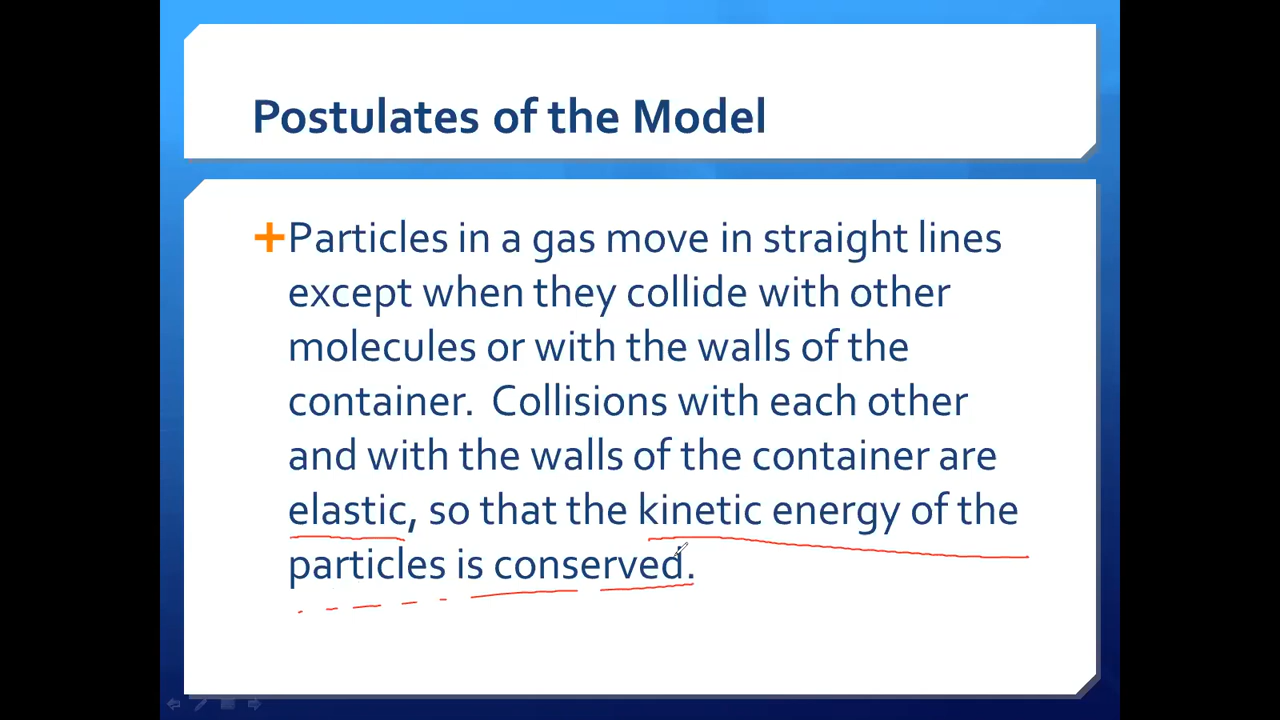 Postulates of the Model
Particles in a gas move in straight lines
except when they collide with other
molecules or with the walls of the
container. Collisions with each other
and with the walls of the container are
elastic, so that the kinetic energy of the
particles is conserved.